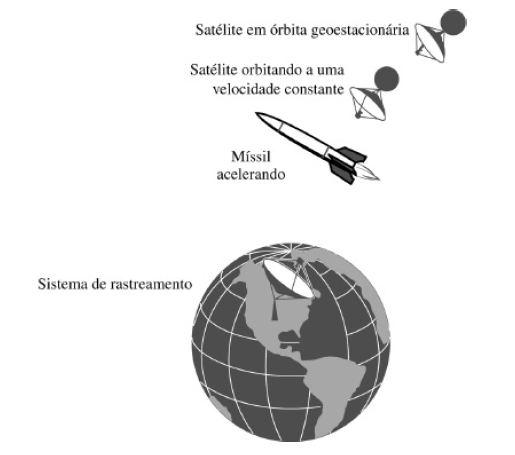 Satélite em órbita geoestacionária
Satélite orbitando a uma
velocidade constante
Míssil
acelerando
Sistema de rastreamento